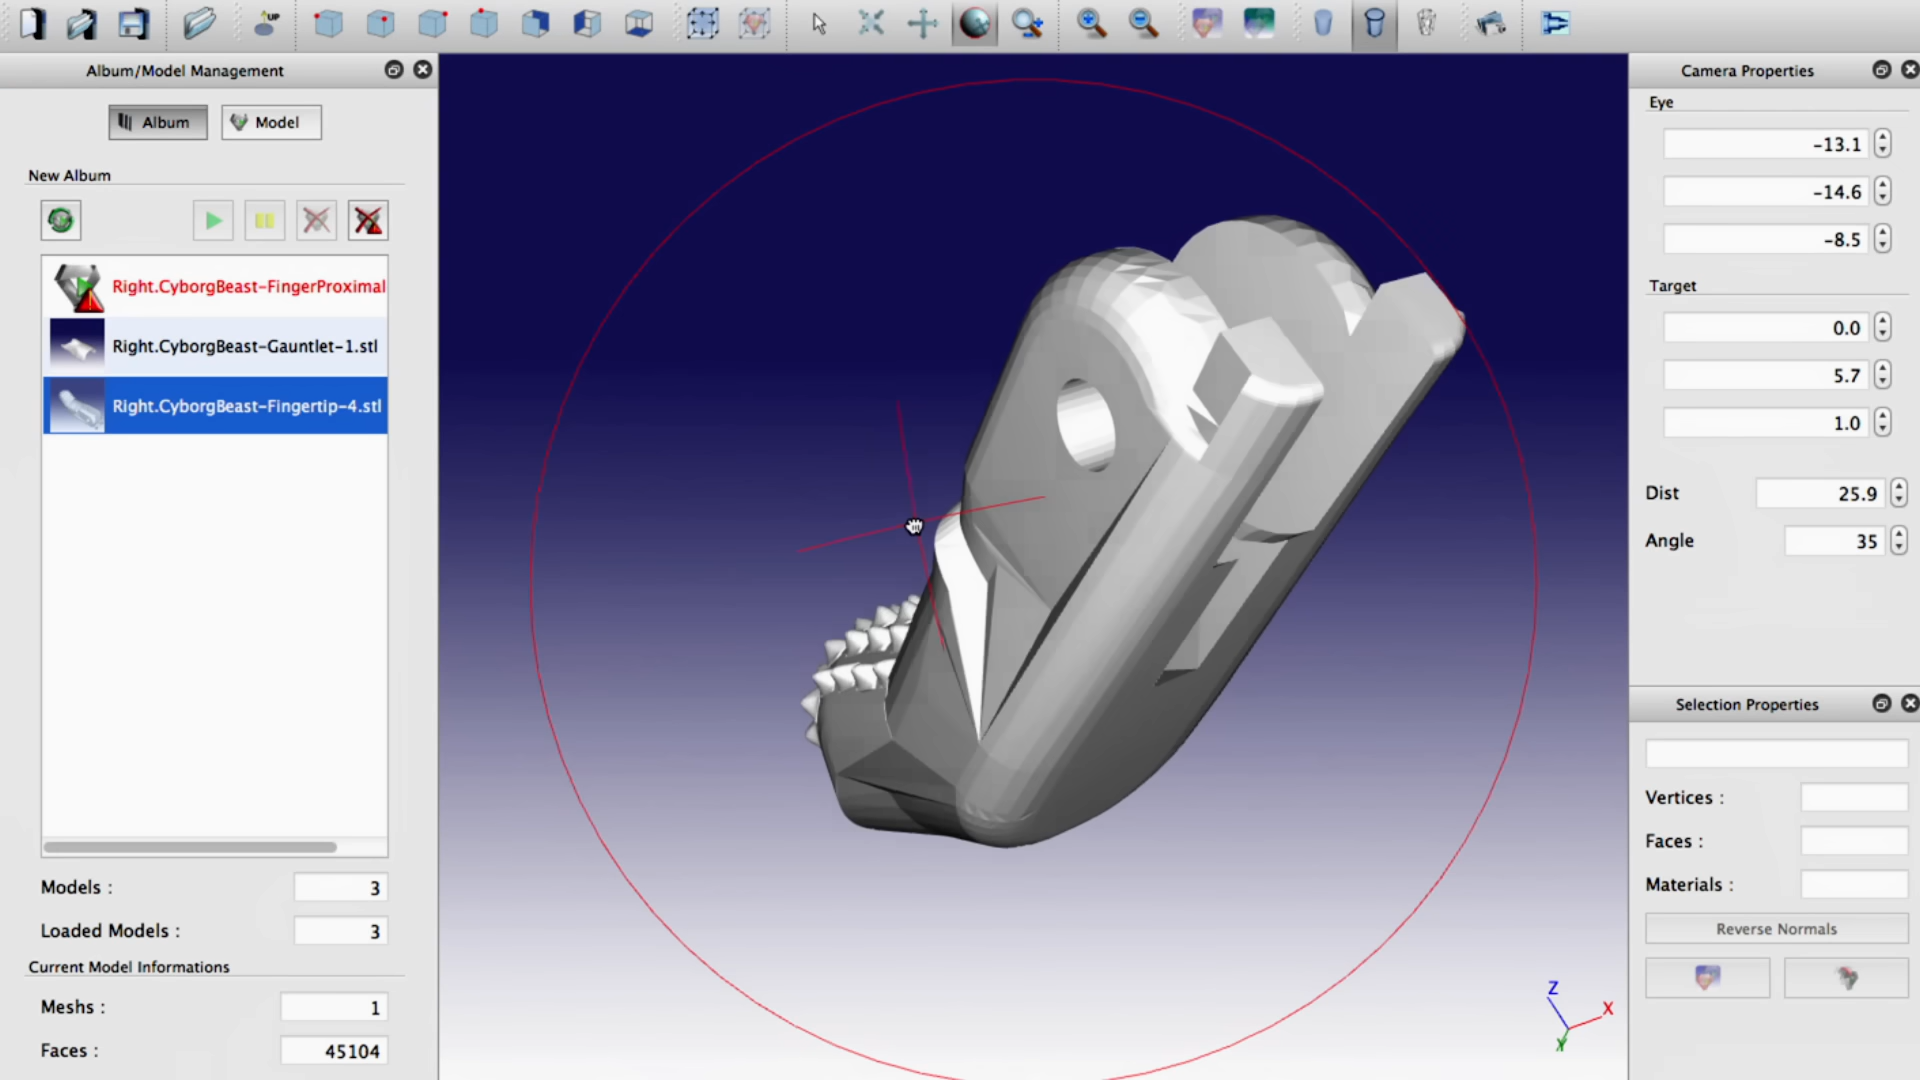 UP
Album/Model Management
Album
Model
New Album
Right.CyborgBeast-FingerProximal
Right.CyborgBeast-Gauntlet-1.stl
Right.CyborgBeast-Fingertip-4.stl
Models :
3
Loaded Models :
3
Current Model Informations
Meshs :
1
Faces :
45104
Z
X
Y
Camera Properties
Eye
-13.1
-14.6
-8.5
Target
0.0
5.7
1.0
Dist
25.9
Angle
35
Selection Properties
Vertices :
Faces :
Materials :
Reverse Normals